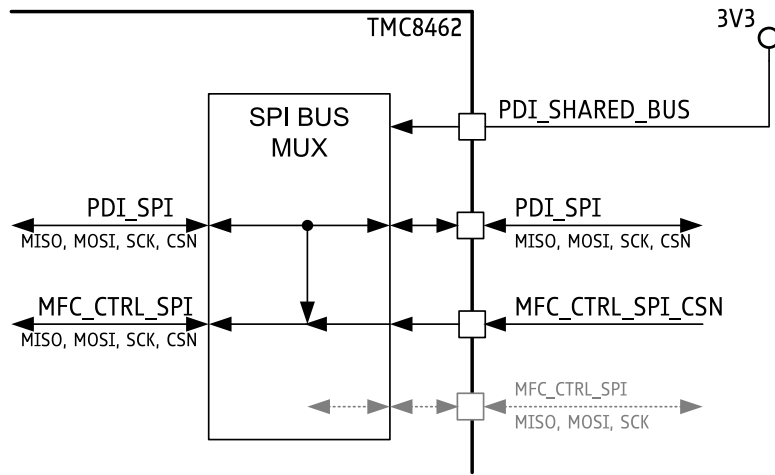 TMC8462
3V3
SPI BUS
MUX
PDI_SHARED_BUS
PDI_SPI
MISO, MOSI, SCK, CSN
PDI_SPI
MISO, MOSI, SCK, CSN
MFC_CTRL_SPI
MISO, MOSI, SCK, CSN
MFC_CTRL_SPI_CSN
MFC_CTRL_SPI
MISO, MOSI, SCK